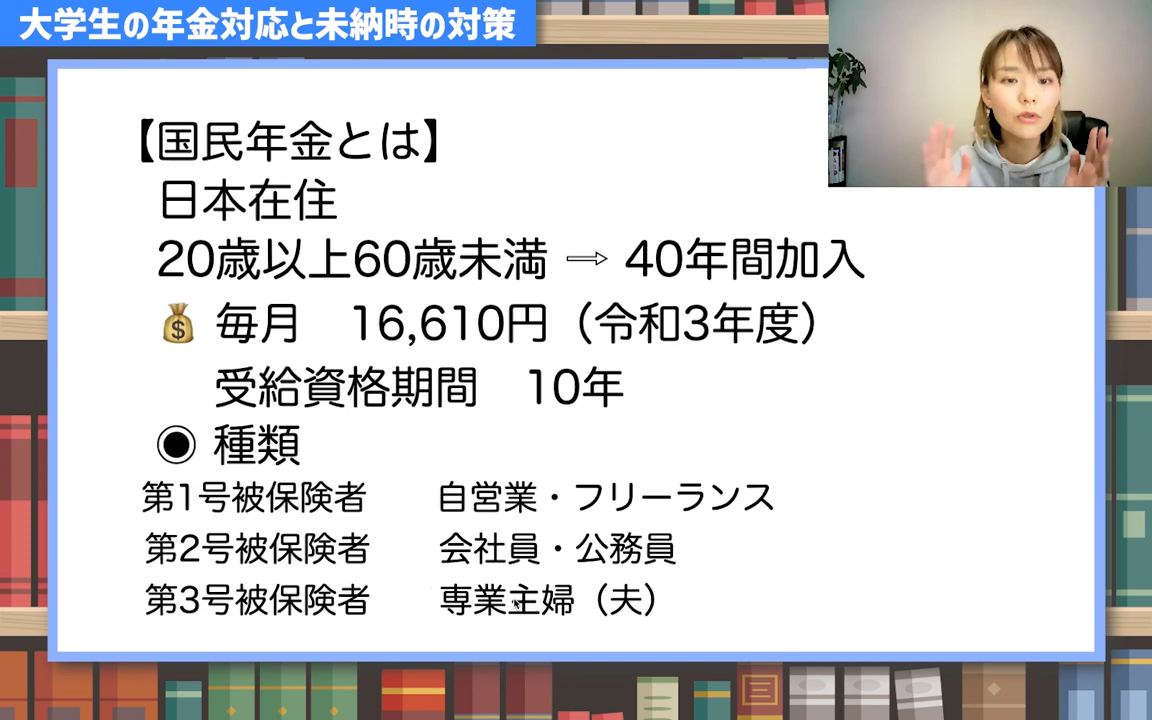 大学生の年金対応と未納時の対策
【国民年金とは】
日本在住
20歳以上60歳未満 ⇨ 40年間加入
💰 毎月　16,610円（令和3年度）
受給資格期間　10年
◉ 種類
第1号被保険者　　自営業・フリーランス
第2号被保険者　　会社員・公務員
第3号被保険者　　専業主婦（夫）